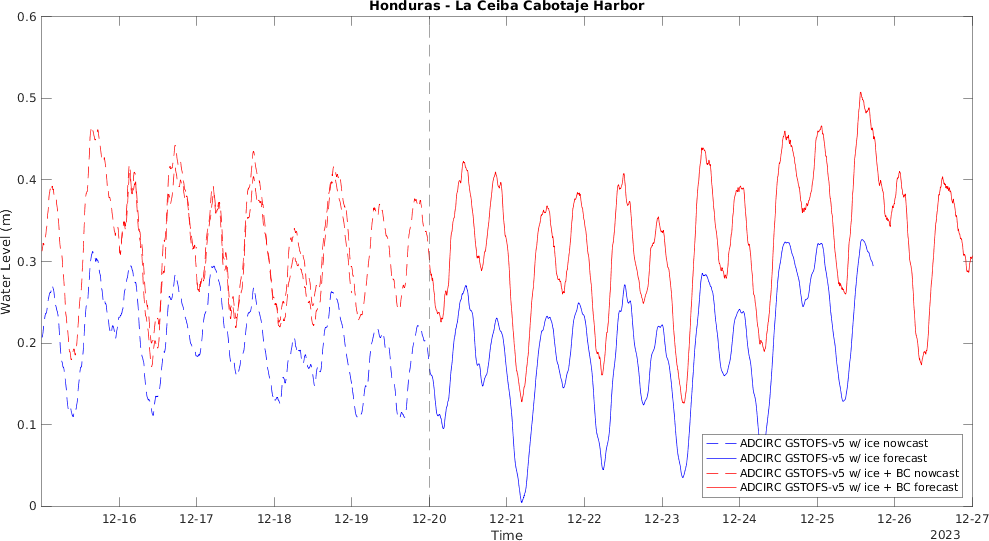 Honduras - La Ceiba Cabotaje Harbor
0.6
0.5
0.4
0.3
0.2
0.1
0
Water Level (m)
ADCIRC GSTOFS-v5 w/ ice nowcast
ADCIRC GSTOFS-v5 w/ ice forecast
ADCIRC GSTOFS-v5 w/ ice + BC nowcast
ADCIRC GSTOFS-v5 w/ ice + BC forecast
12-16 12-17 12-18 12-19 12-20 12-21 12-22 12-23 12-24 12-25 12-26 12-27
Time
2023